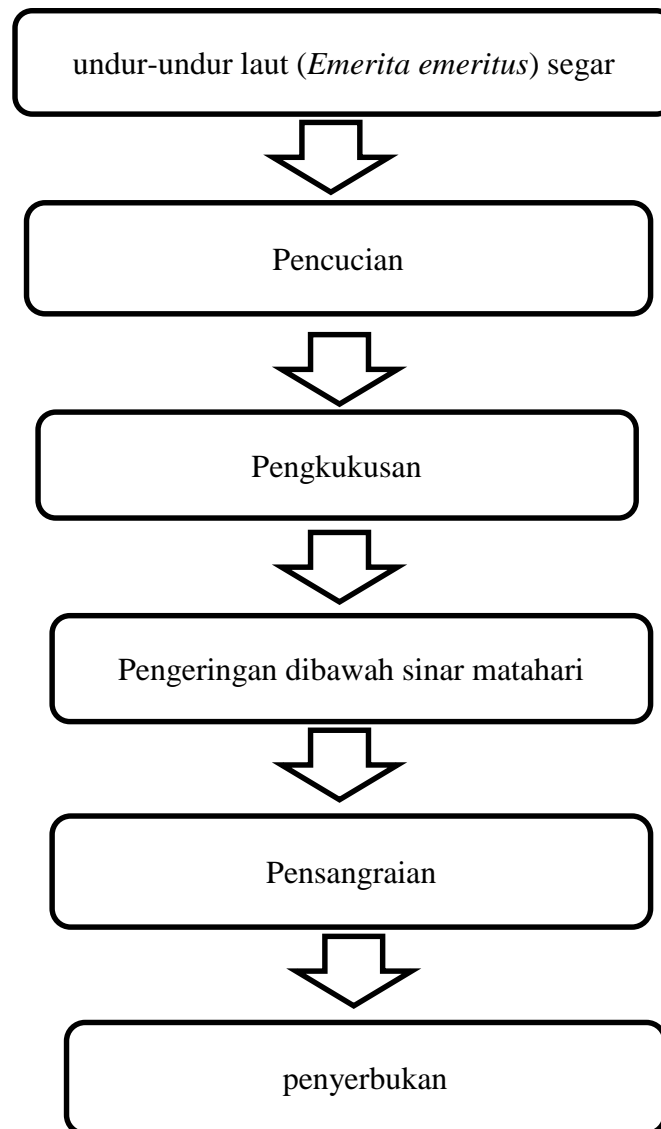 undur-undur laut (Emerita emeritus) segar
Pencucian
Pengkukusan
Pengeringan dibawah sinar matahari
Pensangraian
penyerbukan